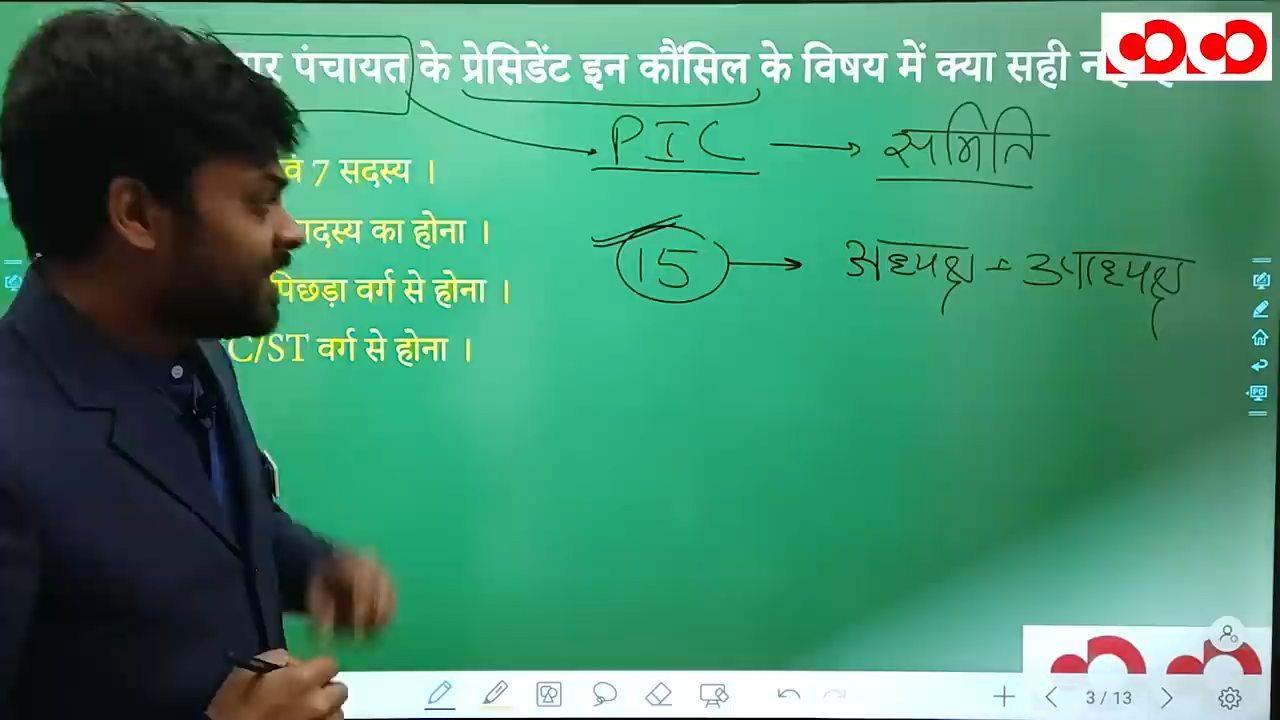 पंचायत के प्रेसिडेंट इन कौंसिल के विषय में क्या सही
PIC → समिति
7 सदस्य ।
का होना ।
15 → अध्यक्ष - उपाध्यक्ष
पिछड़ा वर्ग से होना ।
C/ST वर्ग से होना ।
3 / 13